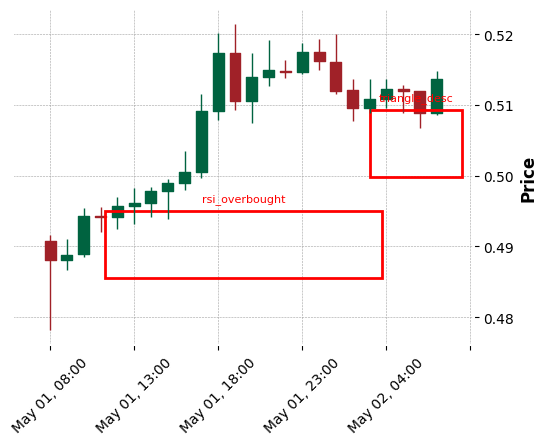 0.52
triangle_desc
0.51
0.50
Price
rsi_overbought
0.49
0.48
May 01, 08:00
May 01, 13:00
May 01, 18:00
May 01, 23:00
May 02, 04:00